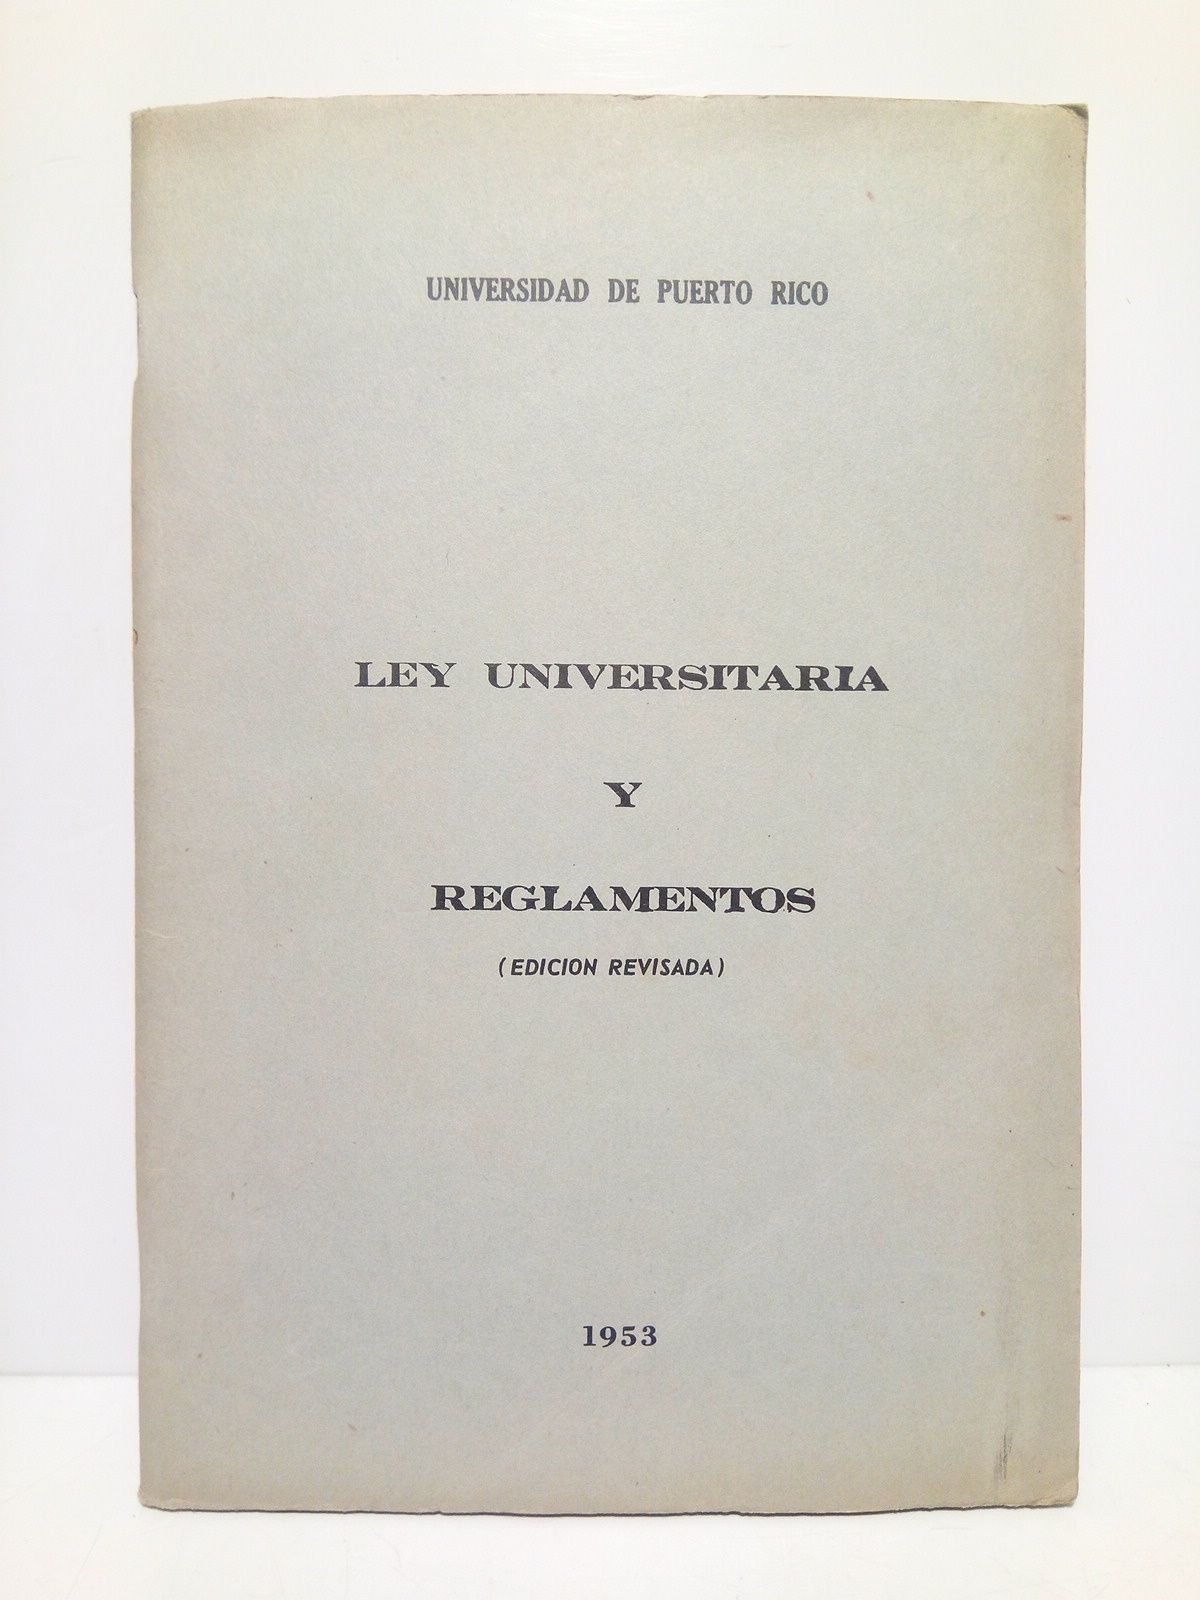 UNIVERSIDAD DE PUERTO RICO
LEY UNIVERSITARIA
Y
REGLAMENTOS
(EDICION REVISADA)
1953